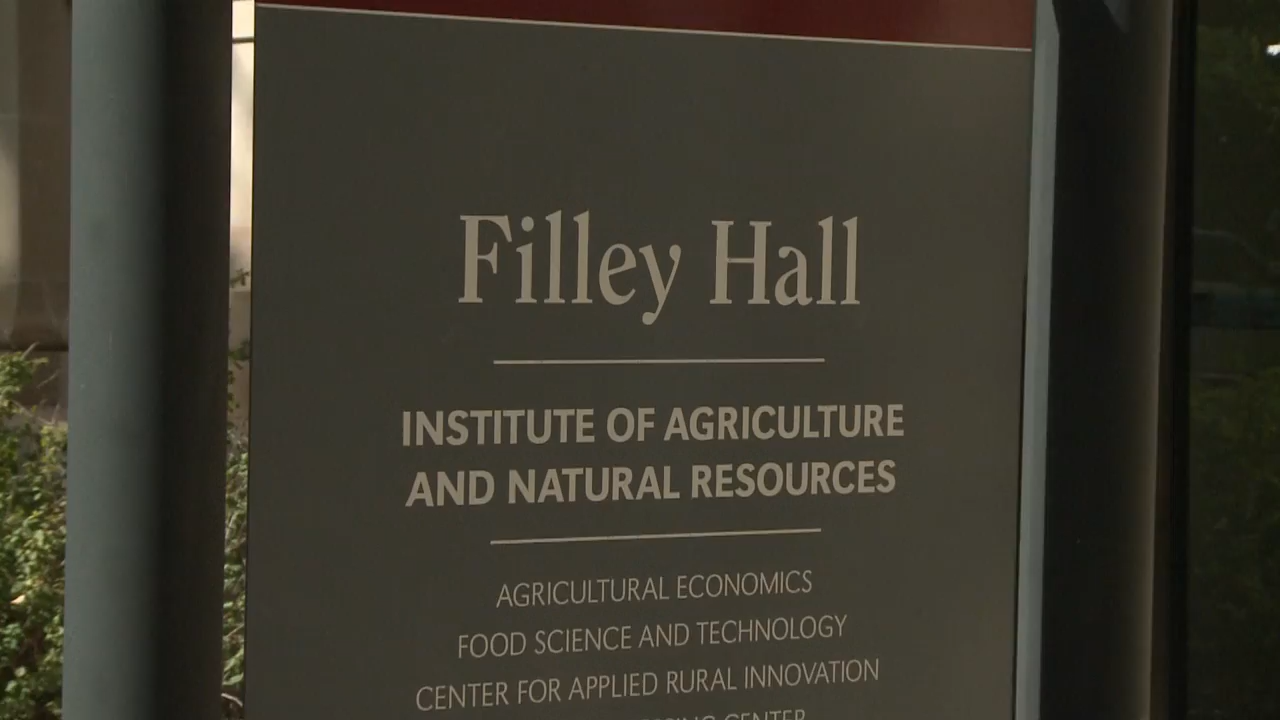 Filley Hall
INSTITUTE OF AGRICULTURE
AND NATURAL RESOURCES
AGRICULTURAL ECONOMICS
FOOD SCIENCE AND TECHNOLOGY
CENTER FOR APPLIED RURAL INNOVATION
CENTER